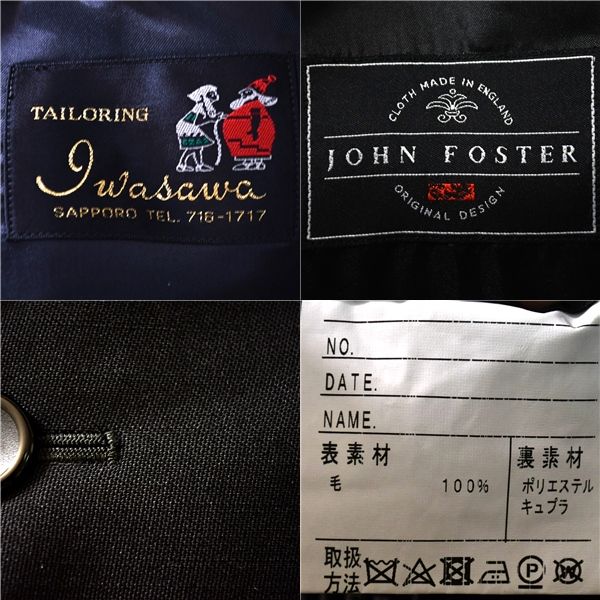 TAILORING
Iwasawa
SAPPORO TEL. 716-1717
CLOTH MADE IN ENGLAND
JOHN FOSTER
ORIGINAL DESIGN
NO.
DATE.
NAME.
表素材 裏素材
毛 100% ポリエステル
キュプラ
取扱
方法